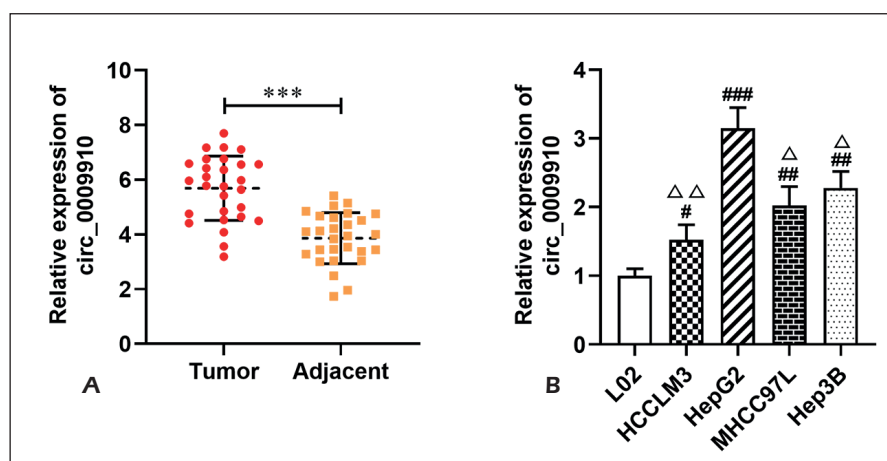 Relative expression of
circ_0009910
10
8
6
4
2
0
***
Tumor
Adjacent
A
Relative expression of
circ_0009910
4
3
2
1
0
△ △
#
###
△
##
△
##
L02
HCCLM3
HepG2
MHCC97L
Hep3B
B